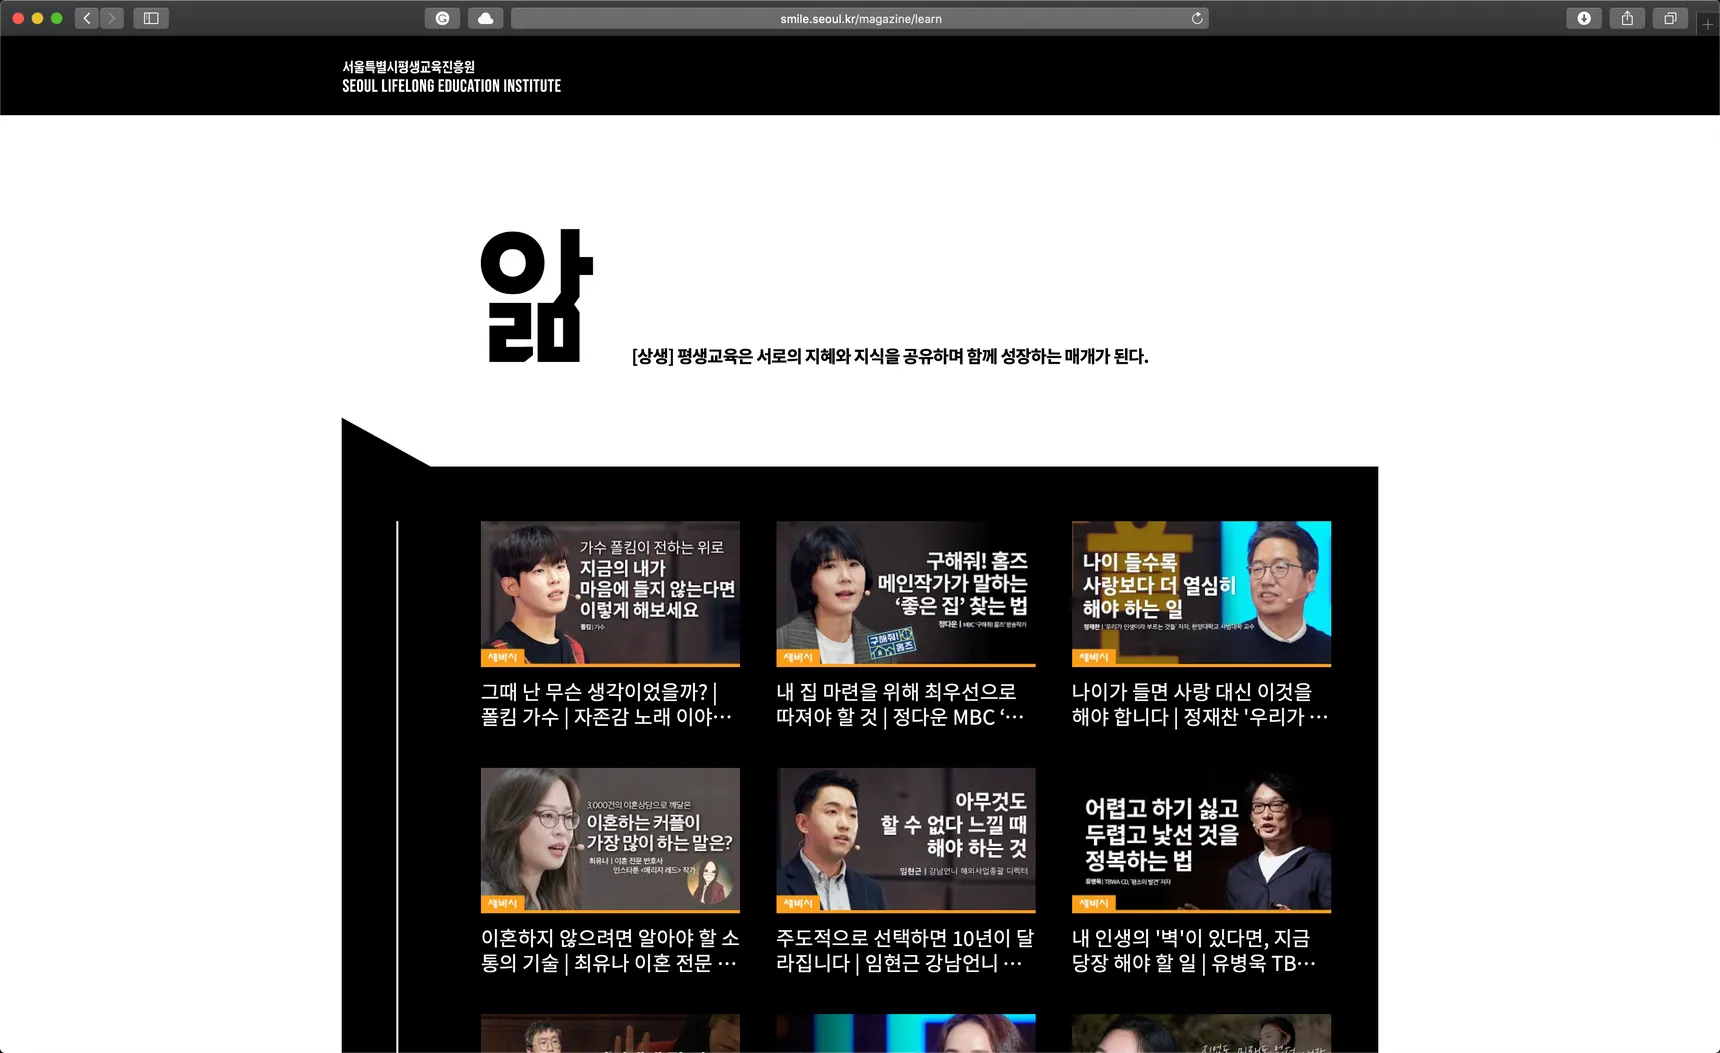 smile.seoul.kr/magazine/learn
서울특별시평생교육진흥원
SEOUL LIFELONG EDUCATION INSTITUTE
앎
[상생] 평생교육은 서로의 지혜와 지식을 공유하며 함께 성장하는 매개가 된다.
가수 폴킴이 전하는 위로
지금의 내가
마음에 들지 않는다면
이렇게 해보세요
폴킴 | 가수
세바시
그때 난 무슨 생각이었을까? |
폴킴 가수 | 자존감 노래 이야…
구해줘! 홈즈
메인작가가 말하는
‘좋은 집’ 찾는 법
정다운 | MBC '구해줘! 홈즈' 방송작가
구해줘!
홈즈
세바시
내 집 마련을 위해 최우선으로
따져야 할 것 | 정다운 MBC ‘…
나이 들수록
사랑보다 더 열심히
해야 하는 일
정재찬 | '우리가 인생이라 부르는 것들' 저자, 한양대학교 사범대학 교수
세바시
나이가 들면 사랑 대신 이것을
해야 합니다 | 정재찬 '우리가 …
3,000건의 이혼상담으로 깨달은
이혼하는 커플이
가장 많이 하는 말은?
최유나 | 이혼 전문 변호사
인스타툰 <메리지 레드> 작가
세바시
이혼하지 않으려면 알아야 할 소
통의 기술 | 최유나 이혼 전문 …
아무것도
할 수 없다 느낄 때
해야 하는 것
임현근 | 강남언니 해외사업총괄 디렉터
세바시
주도적으로 선택하면 10년이 달
라집니다 | 임현근 강남언니 …
어렵고 하기 싫고
두렵고 낯선 것을
정복하는 법
유병욱 | TBWA CD, '평소의 발견' 저자
세바시
내 인생의 '벽'이 있다면, 지금
당장 해야 할 일 | 유병욱 TB…